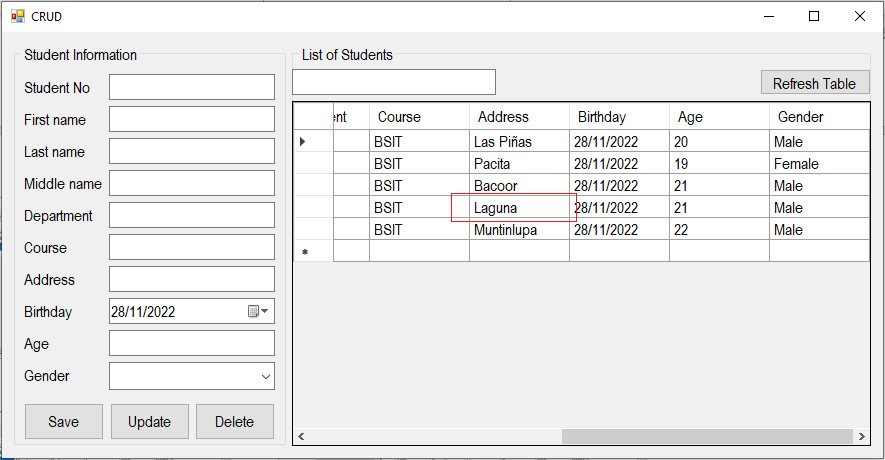 CRUD
Student Information
Student No
First name
Last name
Middle name
Department
Course
Address
Birthday 28/11/2022
Age
Gender
Save Update Delete
List of Students
Refresh Table
nt Course Address Birthday Age Gender
BSIT Las Piñas 28/11/2022 20 Male
BSIT Pacita 28/11/2022 19 Female
BSIT Bacoor 28/11/2022 21 Male
BSIT Laguna 28/11/2022 21 Male
BSIT Muntinlupa 28/11/2022 22 Male
*